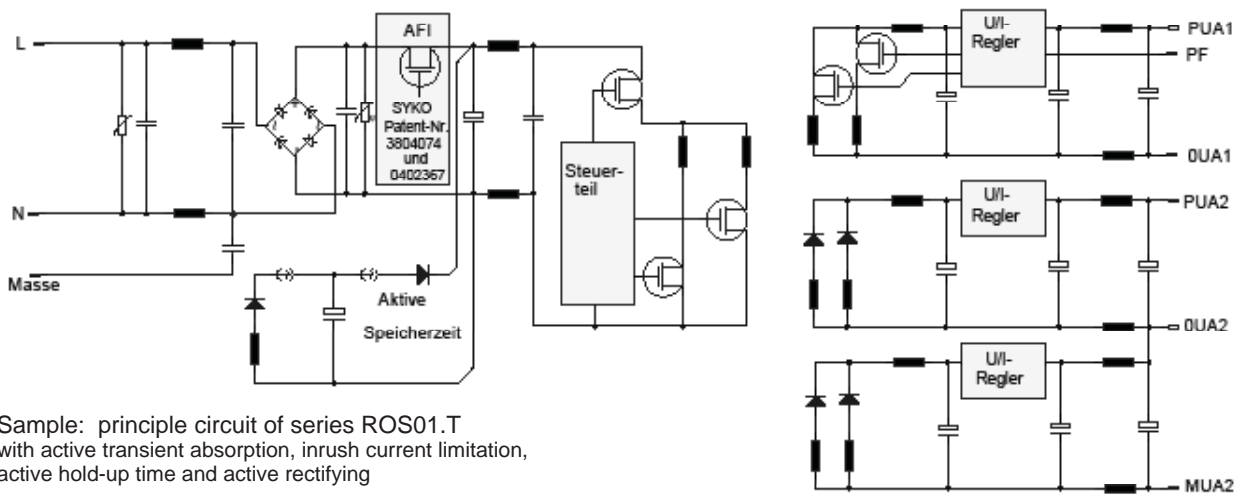 L
N
Masse
AFI
SYKO
Patent-Nr.
3804074
und
0402367
Aktive
Speicherzeit
Steuer-
teil
U/I-
Regler
PUA1
PF
0UA1
U/I-
Regler
PUA2
0UA2
U/I-
Regler
MUA2
Sample: principle circuit of series ROS01.T
with active transient absorption, inrush current limitation,
active hold-up time and active rectifying